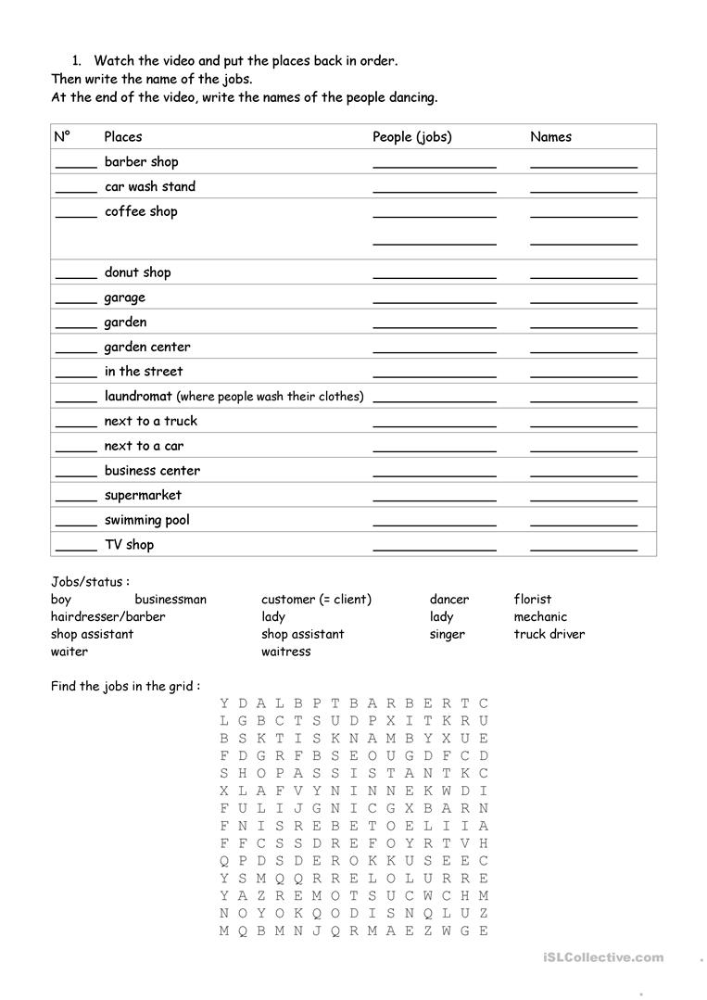 1. Watch the video and put the places back in order.
Then write the name of the jobs.
At the end of the video, write the names of the people dancing.
N° Places People (jobs) Names
_____ barber shop ______________ ____________
_____ car wash stand ______________ ____________
_____ coffee shop ______________ ____________
______________ ____________
_____ donut shop ______________ ____________
_____ garage ______________ ____________
_____ garden ______________ ____________
_____ garden center ______________ ____________
_____ in the street ______________ ____________
_____ laundromat (where people wash their clothes) ______________ ____________
_____ next to a truck ______________ ____________
_____ next to a car ______________ ____________
_____ business center ______________ ____________
_____ supermarket ______________ ____________
_____ swimming pool ______________ ____________
_____ TV shop ______________ ____________
Jobs/status :
boy businessman customer (= client) dancer florist
hairdresser/barber lady lady mechanic
shop assistant shop assistant singer truck driver
waiter waitress
Find the jobs in the grid :
Y D A L B P T B A R B E R T C
L G B C T S U D P X I T K R U
B S K T I S K N A M B Y X U E
F D G R F B S E O U G D F C D
S H O P A S S I S T A N T K C
X L A F V Y N I N N E K W D I
F U L I J G N I C G X B A R N
F N I S R E B E T O E L I I A
F F C S S D R E F O Y R T V H
Q P D S D E R O K K U S E E C
Y S M Q Q R R E L O L U R R E
Y A Z R E M O T S U C W C H M
N O Y O K Q O D I S N Q L U Z
M Q B M N J Q R M A E Z W G E
iSLCollective.com